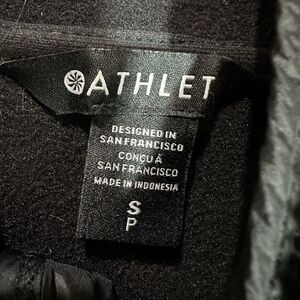 ATHLET
DESIGNED IN
SAN FRANCISCO
CONÇU À
SAN FRANCISCO
MADE IN INDONESIA
S
P